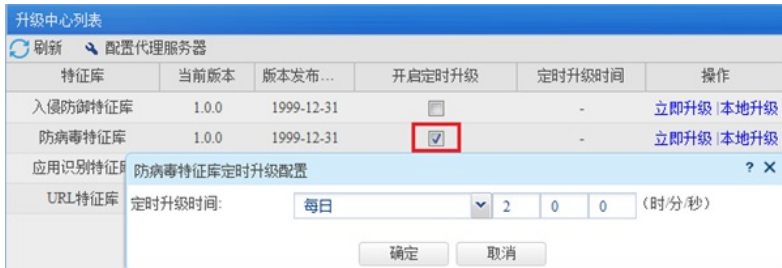 升级中心列表
刷新 配置代理服务器
特征库 当前版本 版本发布... 开启定时升级 定时升级时间 操作
入侵防御特征库 1.0.0 1999-12-31 - 立即升级 |本地升级
防病毒特征库 1.0.0 1999-12-31 - 立即升级 |本地升级
应用识别特征库
防病毒特征库定时升级配置 ? X
URL特征库
定时升级时间: 每日 2 0 0 (时/分/秒)
确定 取消